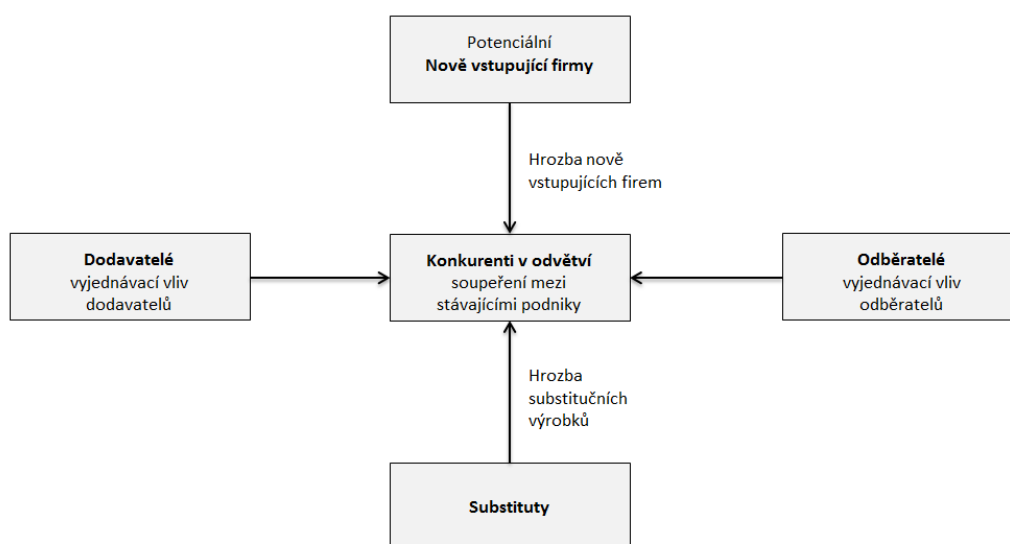 Potenciální
Nově vstupující firmy
Hrozba nově
vstupujících firem
Dodavatelé
vyjednávací vliv
dodavatelů
Konkurenti v odvětví
soupeření mezi
stávajícími podniky
Odběratelé
vyjednávací vliv
odběratelů
Hrozba
substitučních
výrobků
Substituty